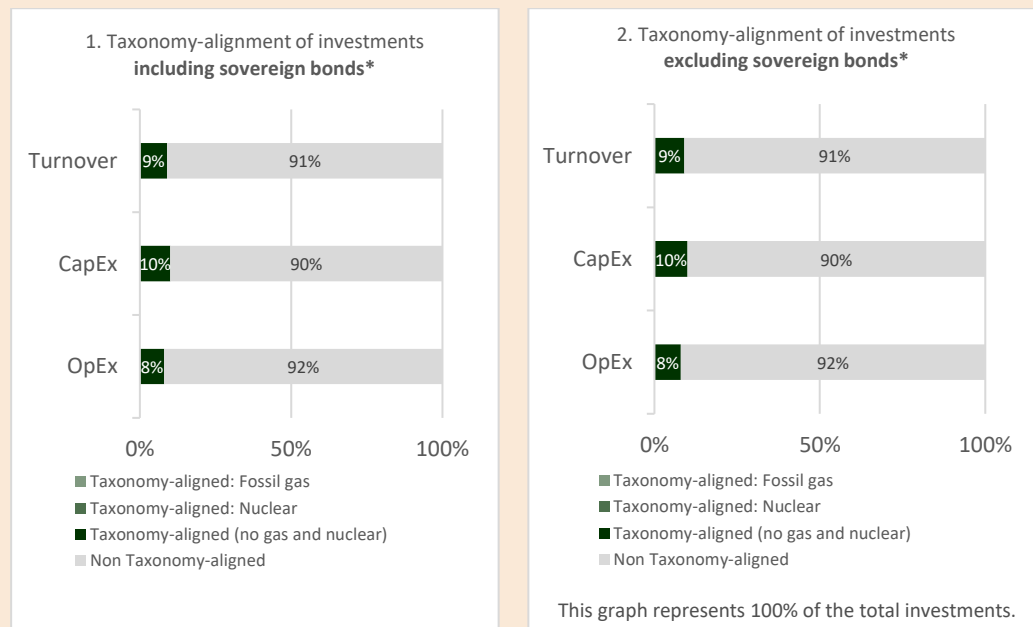 1. Taxonomy-alignment of investments
including sovereign bonds*
Turnover
9%
91%
CapEx
10%
90%
OpEx
8%
92%
0%
50%
100%
Taxonomy-aligned: Fossil gas
Taxonomy-aligned: Nuclear
Taxonomy-aligned (no gas and nuclear)
Non Taxonomy-aligned
2. Taxonomy-alignment of investments
excluding sovereign bonds*
Turnover
9%
91%
CapEx
10%
90%
OpEx
8%
92%
0%
50%
100%
Taxonomy-aligned: Fossil gas
Taxonomy-aligned: Nuclear
Taxonomy-aligned (no gas and nuclear)
Non Taxonomy-aligned
This graph represents 100% of the total investments.